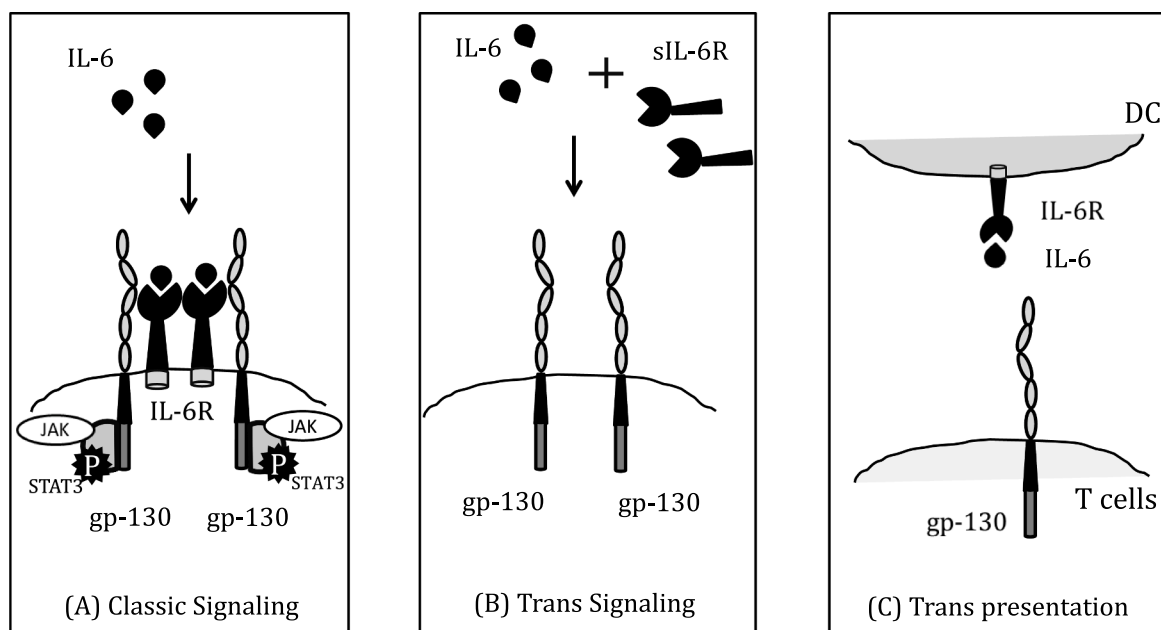 IL-6
IL-6R
JAK
JAK
P
P
STAT3
STAT3
gp-130
gp-130
(A) Classic Signaling
IL-6
+
sIL-6R
gp-130
gp-130
(B) Trans Signaling
DC
IL-6R
IL-6
T cells
gp-130
(C) Trans presentation